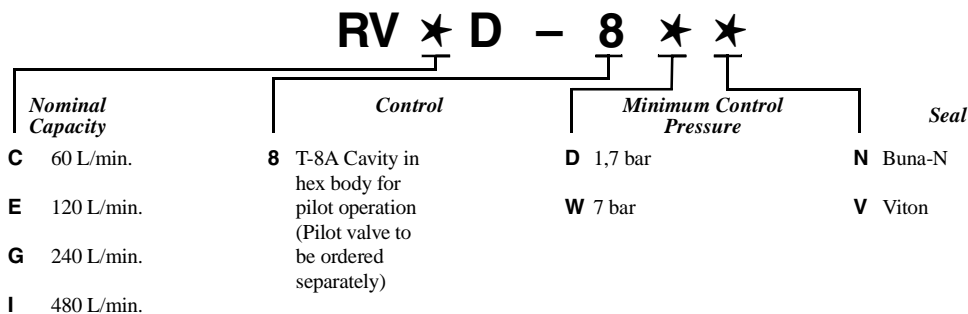 RV ★ D – 8 ★ ★
Nominal
Capacity
C 60 L/min.
E 120 L/min.
G 240 L/min.
I 480 L/min.
Control
8 T-8A Cavity in
hex body for
pilot operation
(Pilot valve to
be ordered
separately)
Minimum Control
Pressure
D 1,7 bar
W 7 bar
Seal
N Buna-N
V Viton